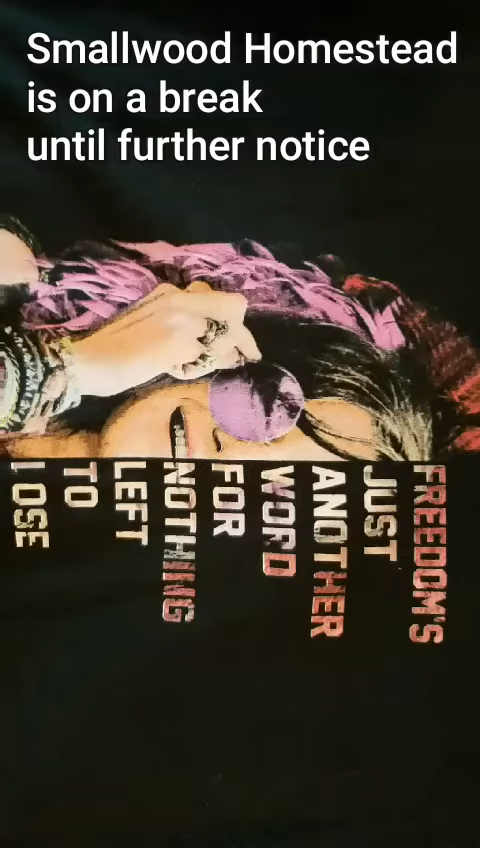 Smallwood Homestead
is on a break
until further notice
FREEDOM'S
JUST
ANOTHER
WORD
FOR
NOTHING
LEFT
TO
LOSE